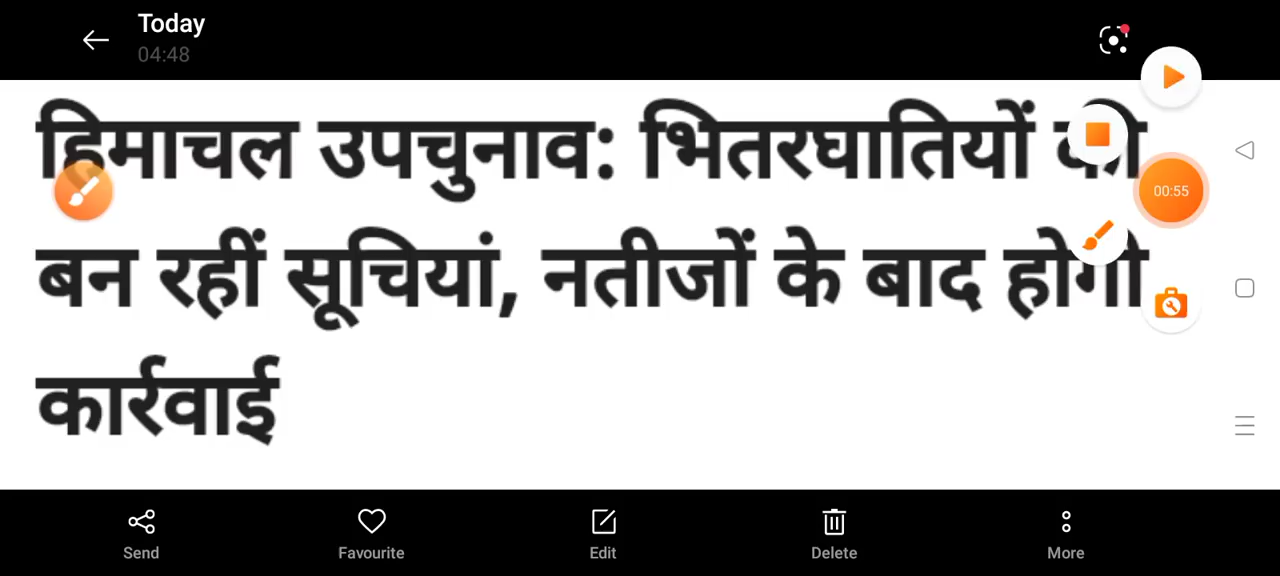 Today
04:48
हिमाचल उपचुनाव: भितरघातियों की
00:55
बन रहीं सूचियां, नतीजों के बाद होगी
कार्रवाई
Send Favourite Edit Delete More